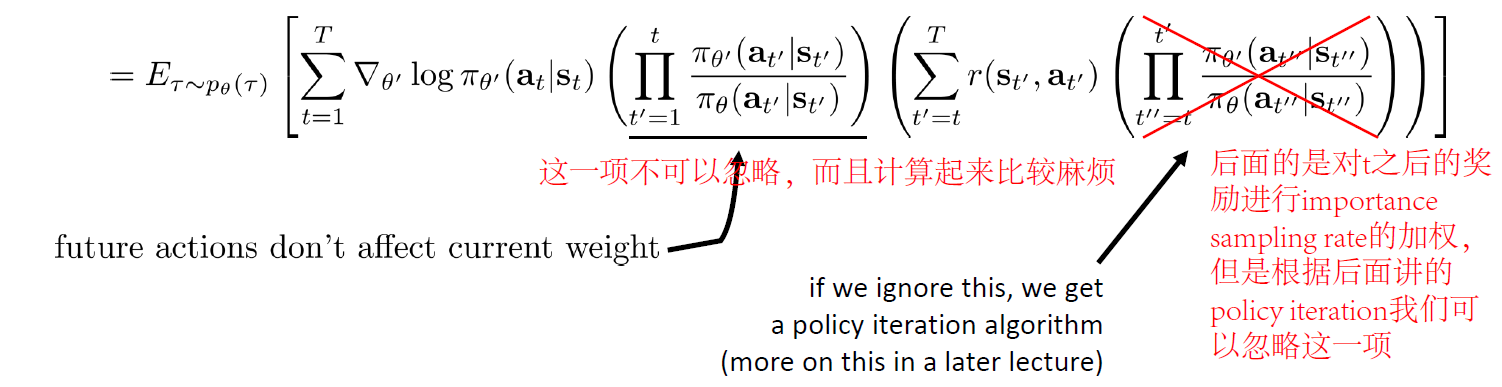 $= E_{\tau \sim p_\theta(\tau)} \left[ \sum_{t=1}^{T} \nabla_{\theta'} \log \pi_{\theta'}(\mathbf{a}_t|\mathbf{s}_t) \left( \prod_{t'=1}^{t} \frac{\pi_{\theta'}(\mathbf{a}_{t'}|\mathbf{s}_{t'})}{\pi_{\theta}(\mathbf{a}_{t'}|\mathbf{s}_{t'})} \right) \left( \sum_{t'=t}^{T} r(\mathbf{s}_{t'}, \mathbf{a}_{t'}) \left( \prod_{t''=t}^{t'} \frac{\pi_{\theta'}(\mathbf{a}_{t''}|\mathbf{s}_{t''})}{\pi_{\theta}(\mathbf{a}_{t''}|\mathbf{s}_{t''})} \right) \right) \right]$
这一项不可以忽略，而且计算起来比较麻烦
future actions don't affect current weight
if we ignore this, we get
a policy iteration algorithm
(more on this in a later lecture)
后面的是对t之后的奖
励进行importance
sampling rate的加权，
但是根据后面讲的
policy iteration我们可
以忽略这一项